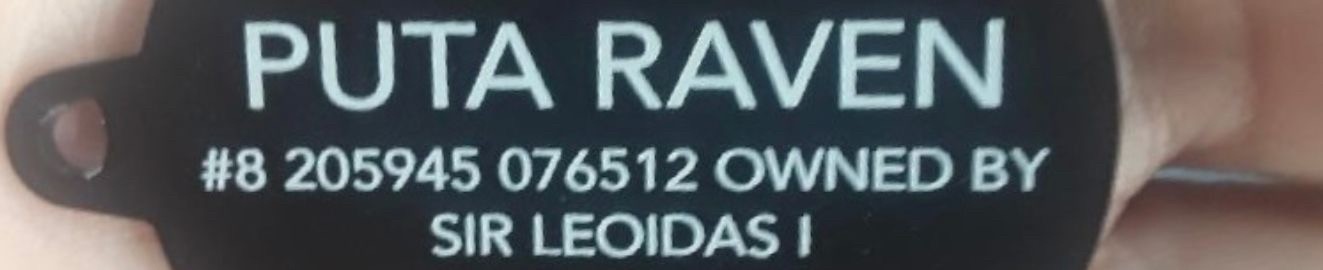 PUTA RAVEN
#8 205945 076512 OWNED BY
SIR LEOIDAS I